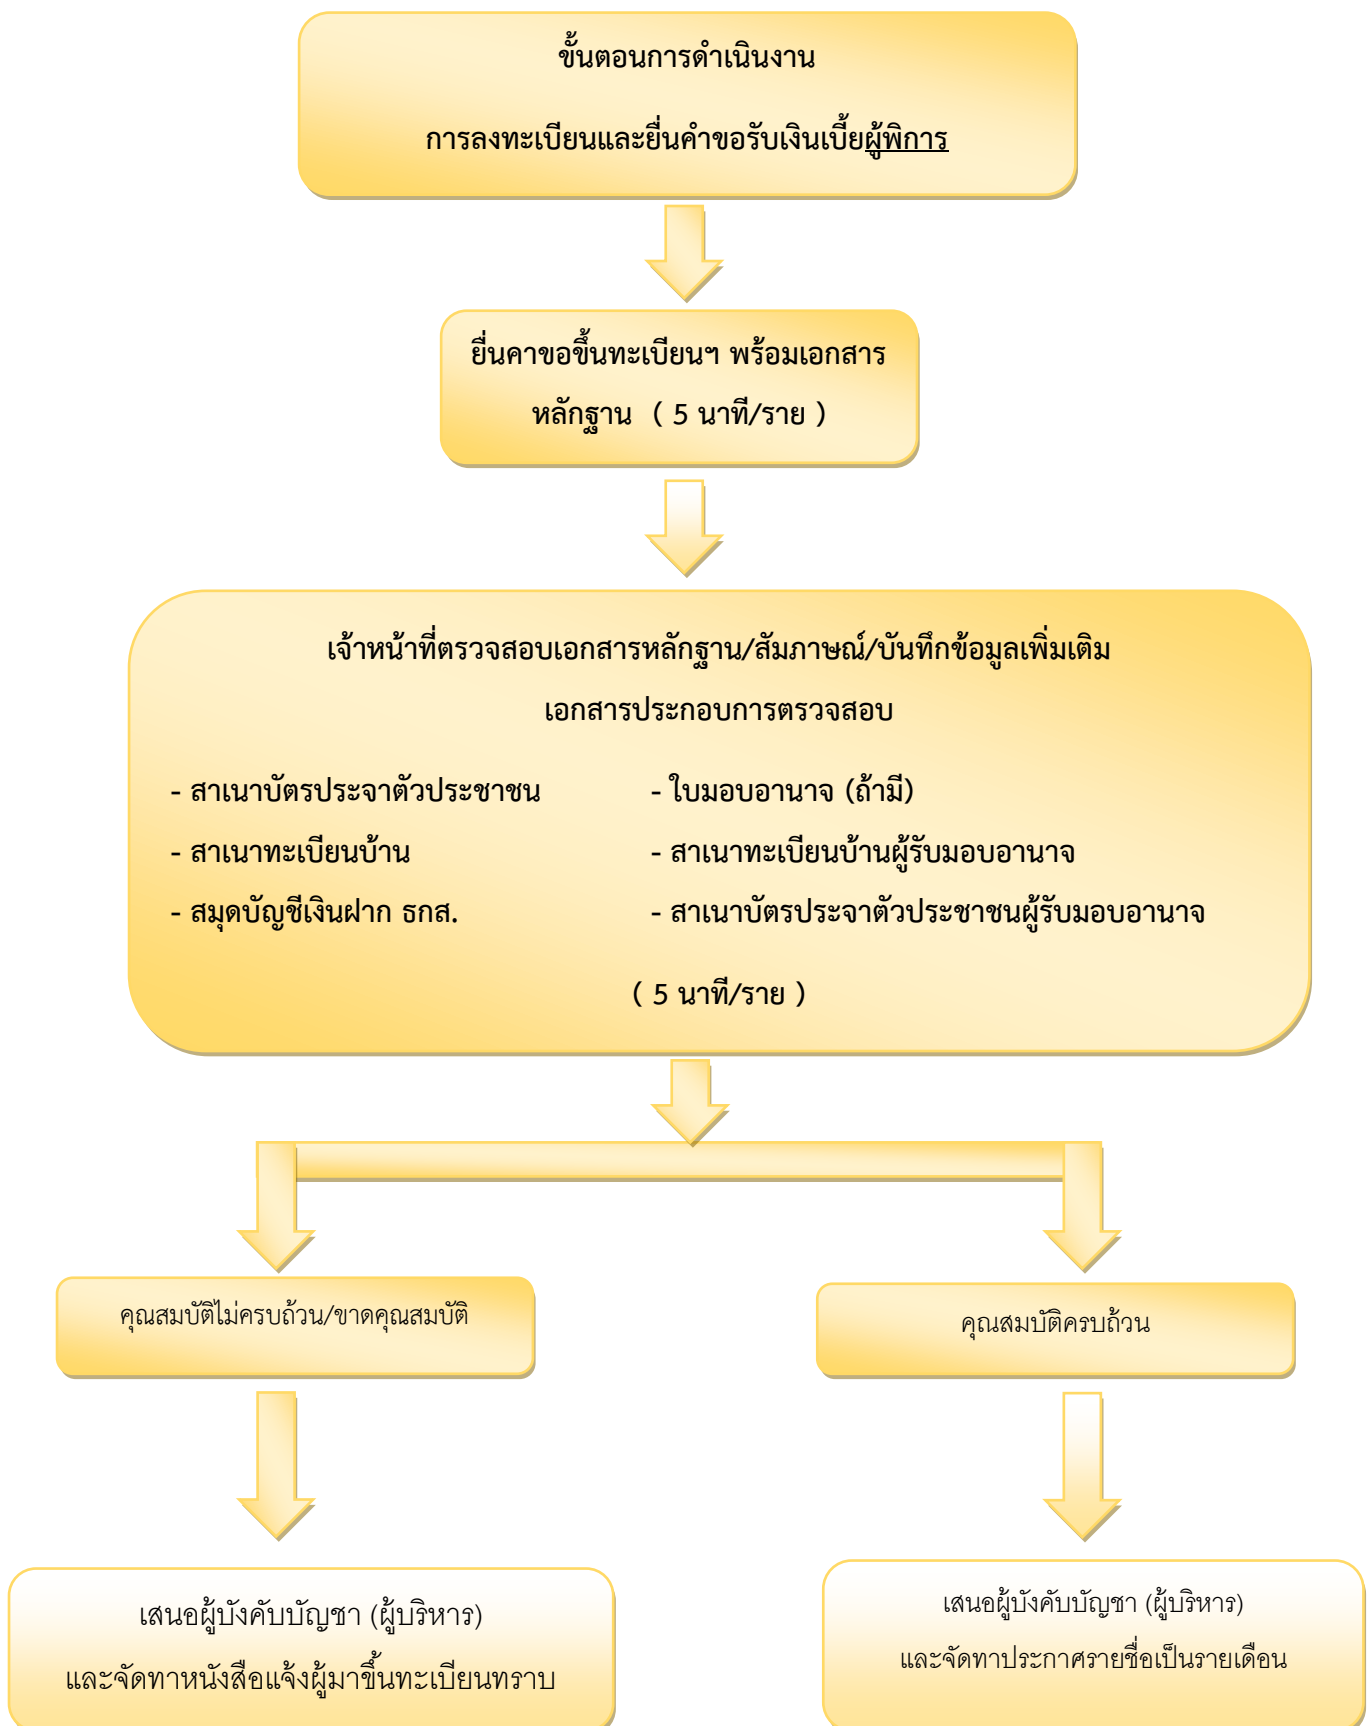 ขั้นตอนการดำเนินงาน
การลงทะเบียนและยื่นคำขอรับเงินเบี้ยผู้พิการ
ยื่นคาขอขึ้นทะเบียนฯ พร้อมเอกสาร
หลักฐาน ( 5 นาที/ราย )
เจ้าหน้าที่ตรวจสอบเอกสารหลักฐาน/สัมภาษณ์/บันทึกข้อมูลเพิ่มเติม
เอกสารประกอบการตรวจสอบ
- สาเนาบัตรประจาตัวประชาชน - ใบมอบอานาจ (ถ้ามี)
- สาเนาทะเบียนบ้าน - สาเนาทะเบียนบ้านผู้รับมอบอานาจ
- สมุดบัญชีเงินฝาก ธกส. - สาเนาบัตรประจาตัวประชาชนผู้รับมอบอานาจ
( 5 นาที/ราย )
คุณสมบัติไม่ครบถ้วน/ขาดคุณสมบัติ
คุณสมบัติครบถ้วน
เสนอผู้บังคับบัญชา (ผู้บริหาร)
และจัดทาหนังสือแจ้งผู้มาขึ้นทะเบียนทราบ
เสนอผู้บังคับบัญชา (ผู้บริหาร)
และจัดทาประกาศรายชื่อเป็นรายเดือน